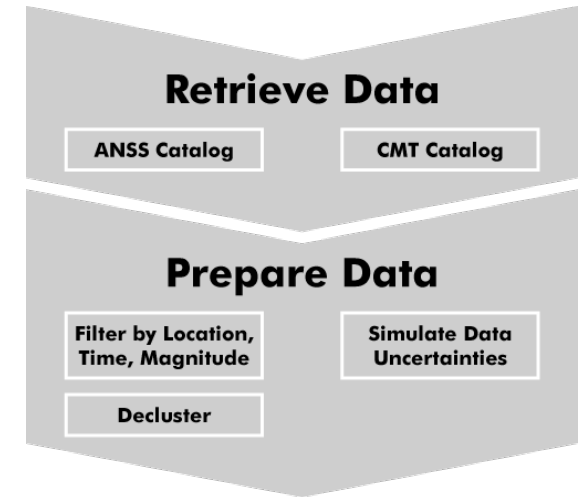 Retrieve Data
ANSS Catalog
CMT Catalog
Prepare Data
Filter by Location,
Time, Magnitude
Simulate Data
Uncertainties
Decluster